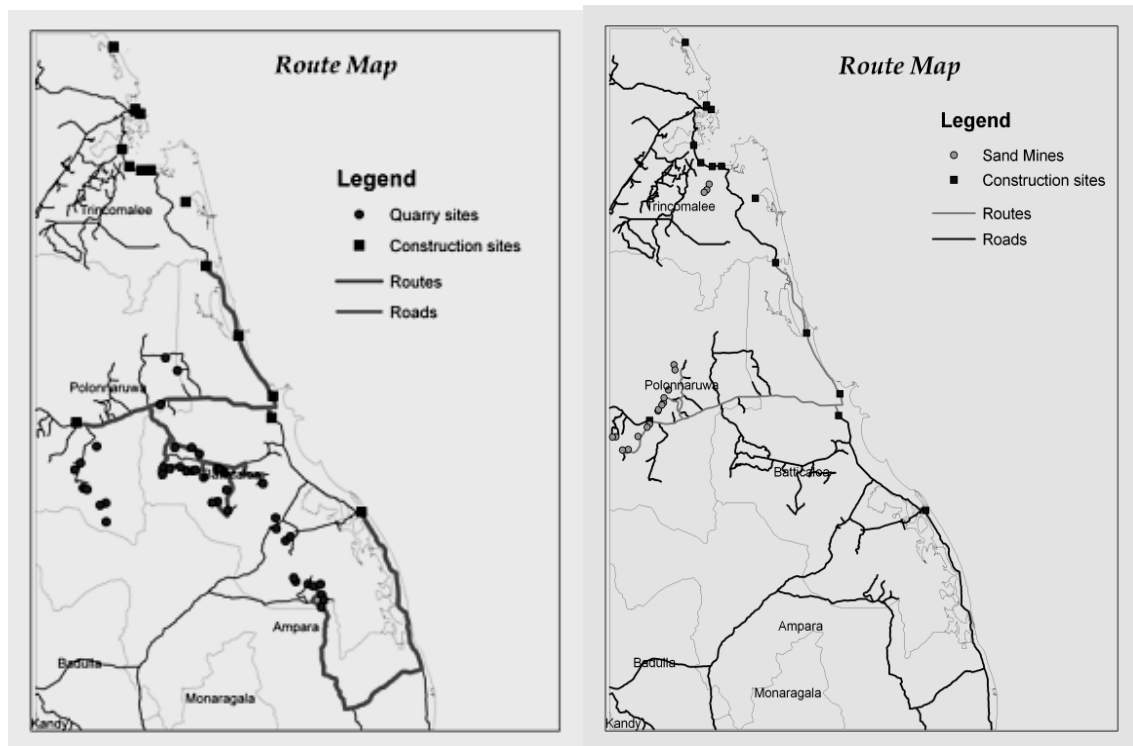 Route Map
Legend
Quarry sites
Construction sites
Routes
Roads
Trincomalee
Polonnaruwa
Batticaloa
Ampara
Badulla
Monaragala
Kandy
Route Map
Legend
Sand Mines
Construction sites
Routes
Roads
Trincomalee
Polonnaruwa
Batticaloa
Ampara
Badulla
Monaragala
Kandy